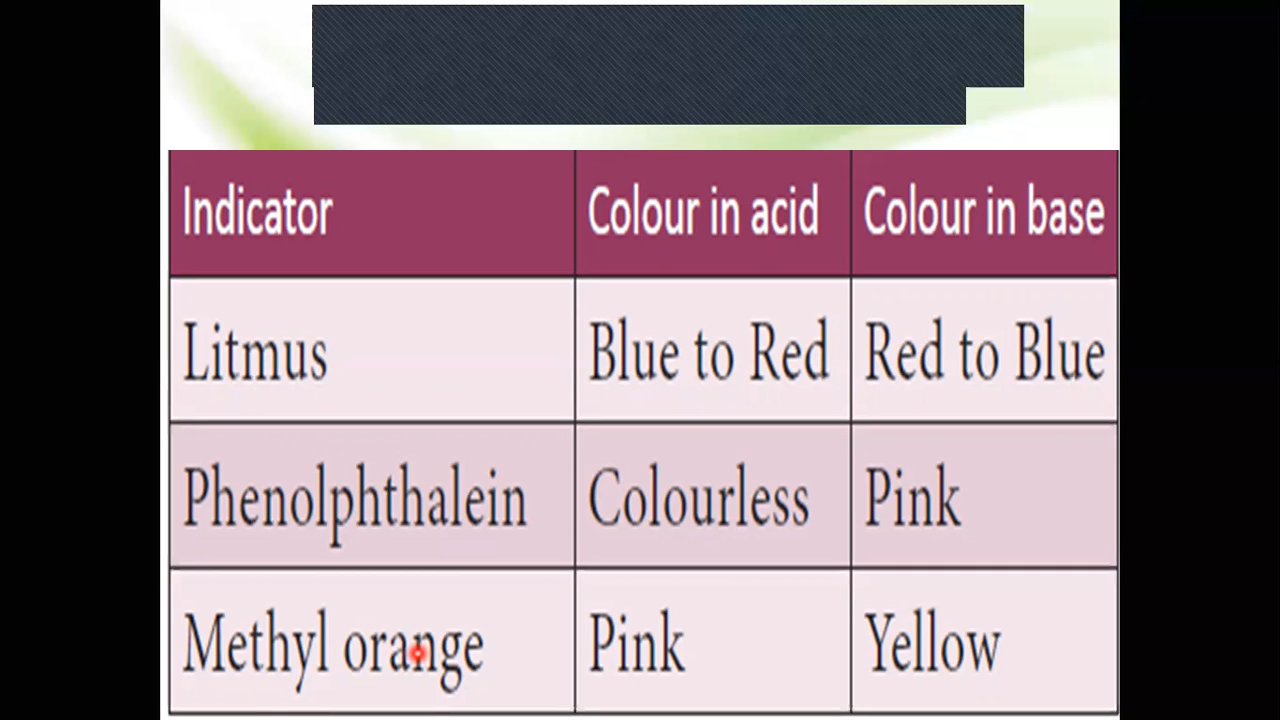 Indicator Colour in acid Colour in base
Litmus Blue to Red Red to Blue
Phenolphthalein Colourless Pink
Methyl orange Pink Yellow